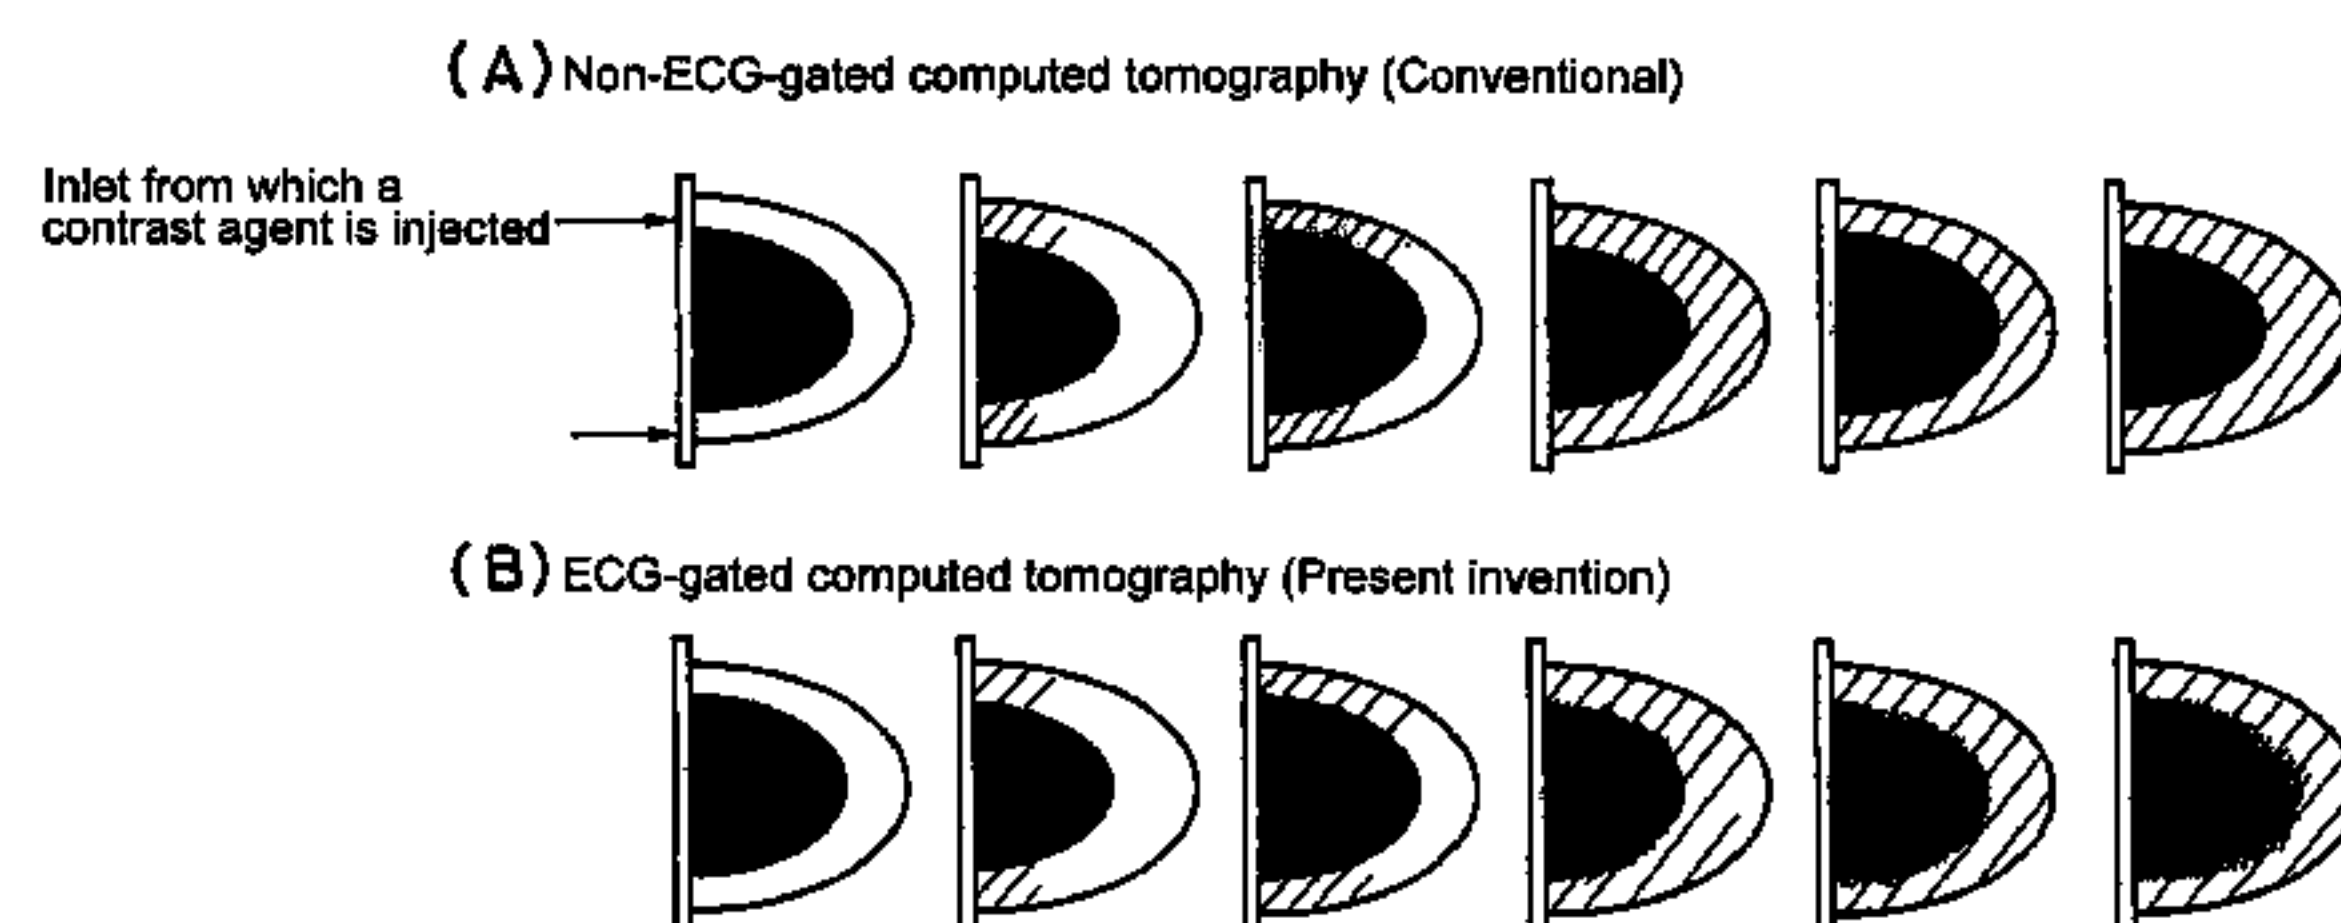 (A) Non-ECG-gated computed tomography (Conventional)
Inlet from which a
contrast agent is injected
(B) ECG-gated computed tomography (Present invention)